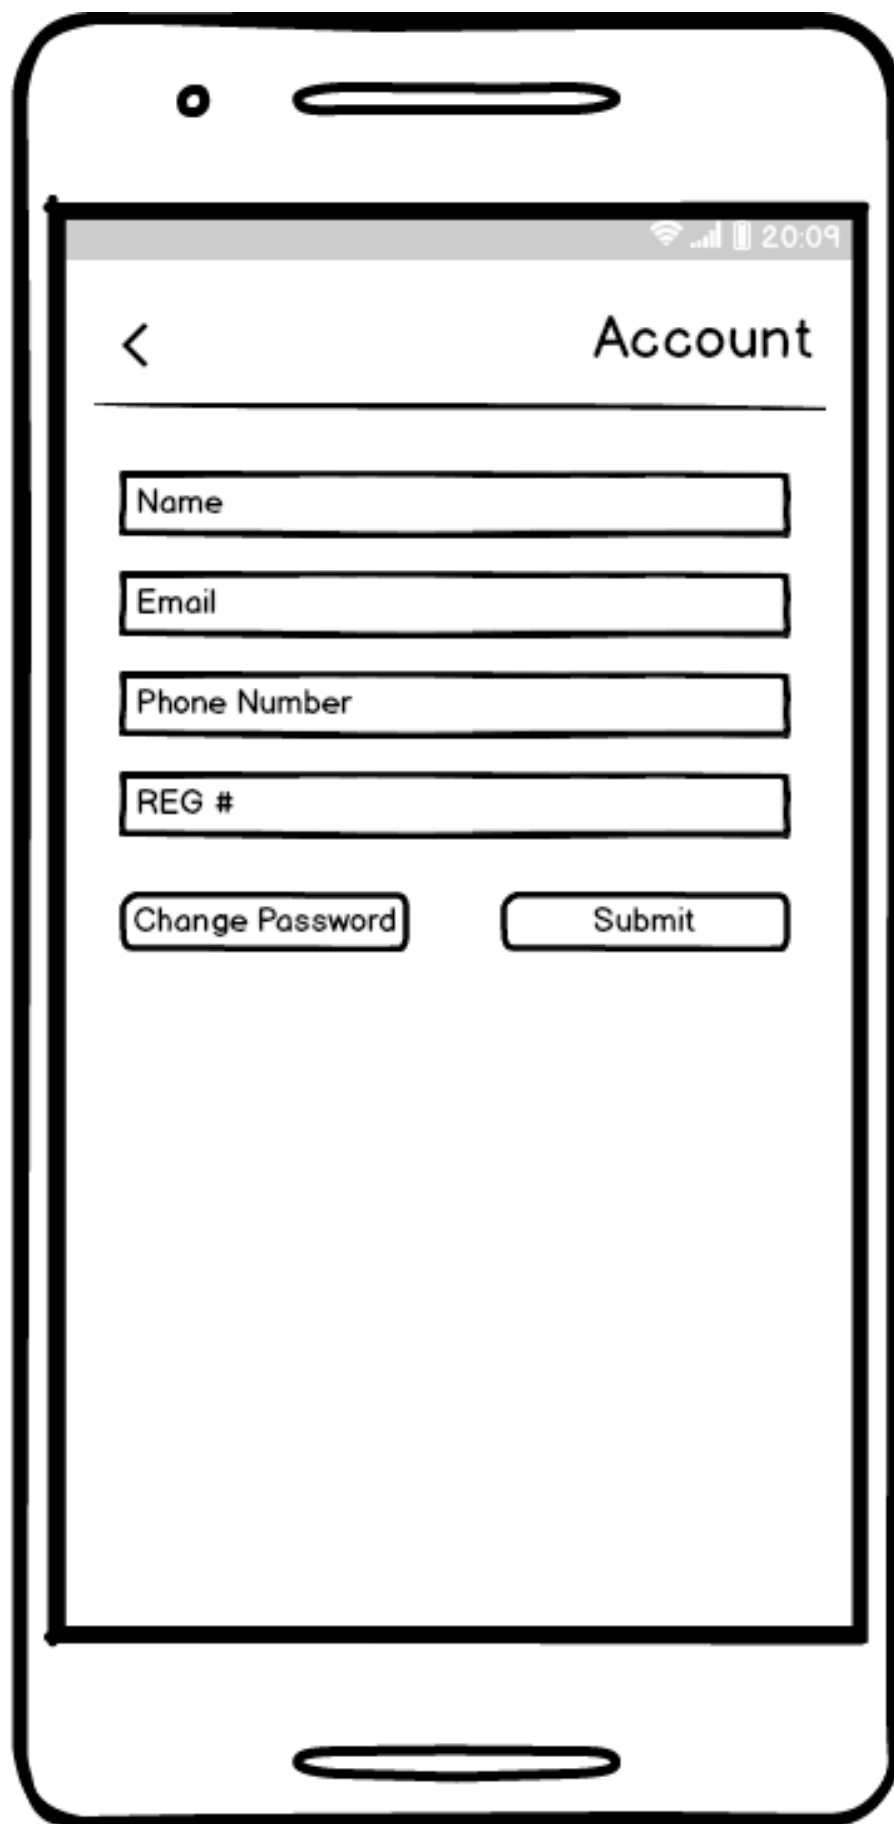 20:09
Account
Name
Email
Phone Number
REG #
Change Password
Submit